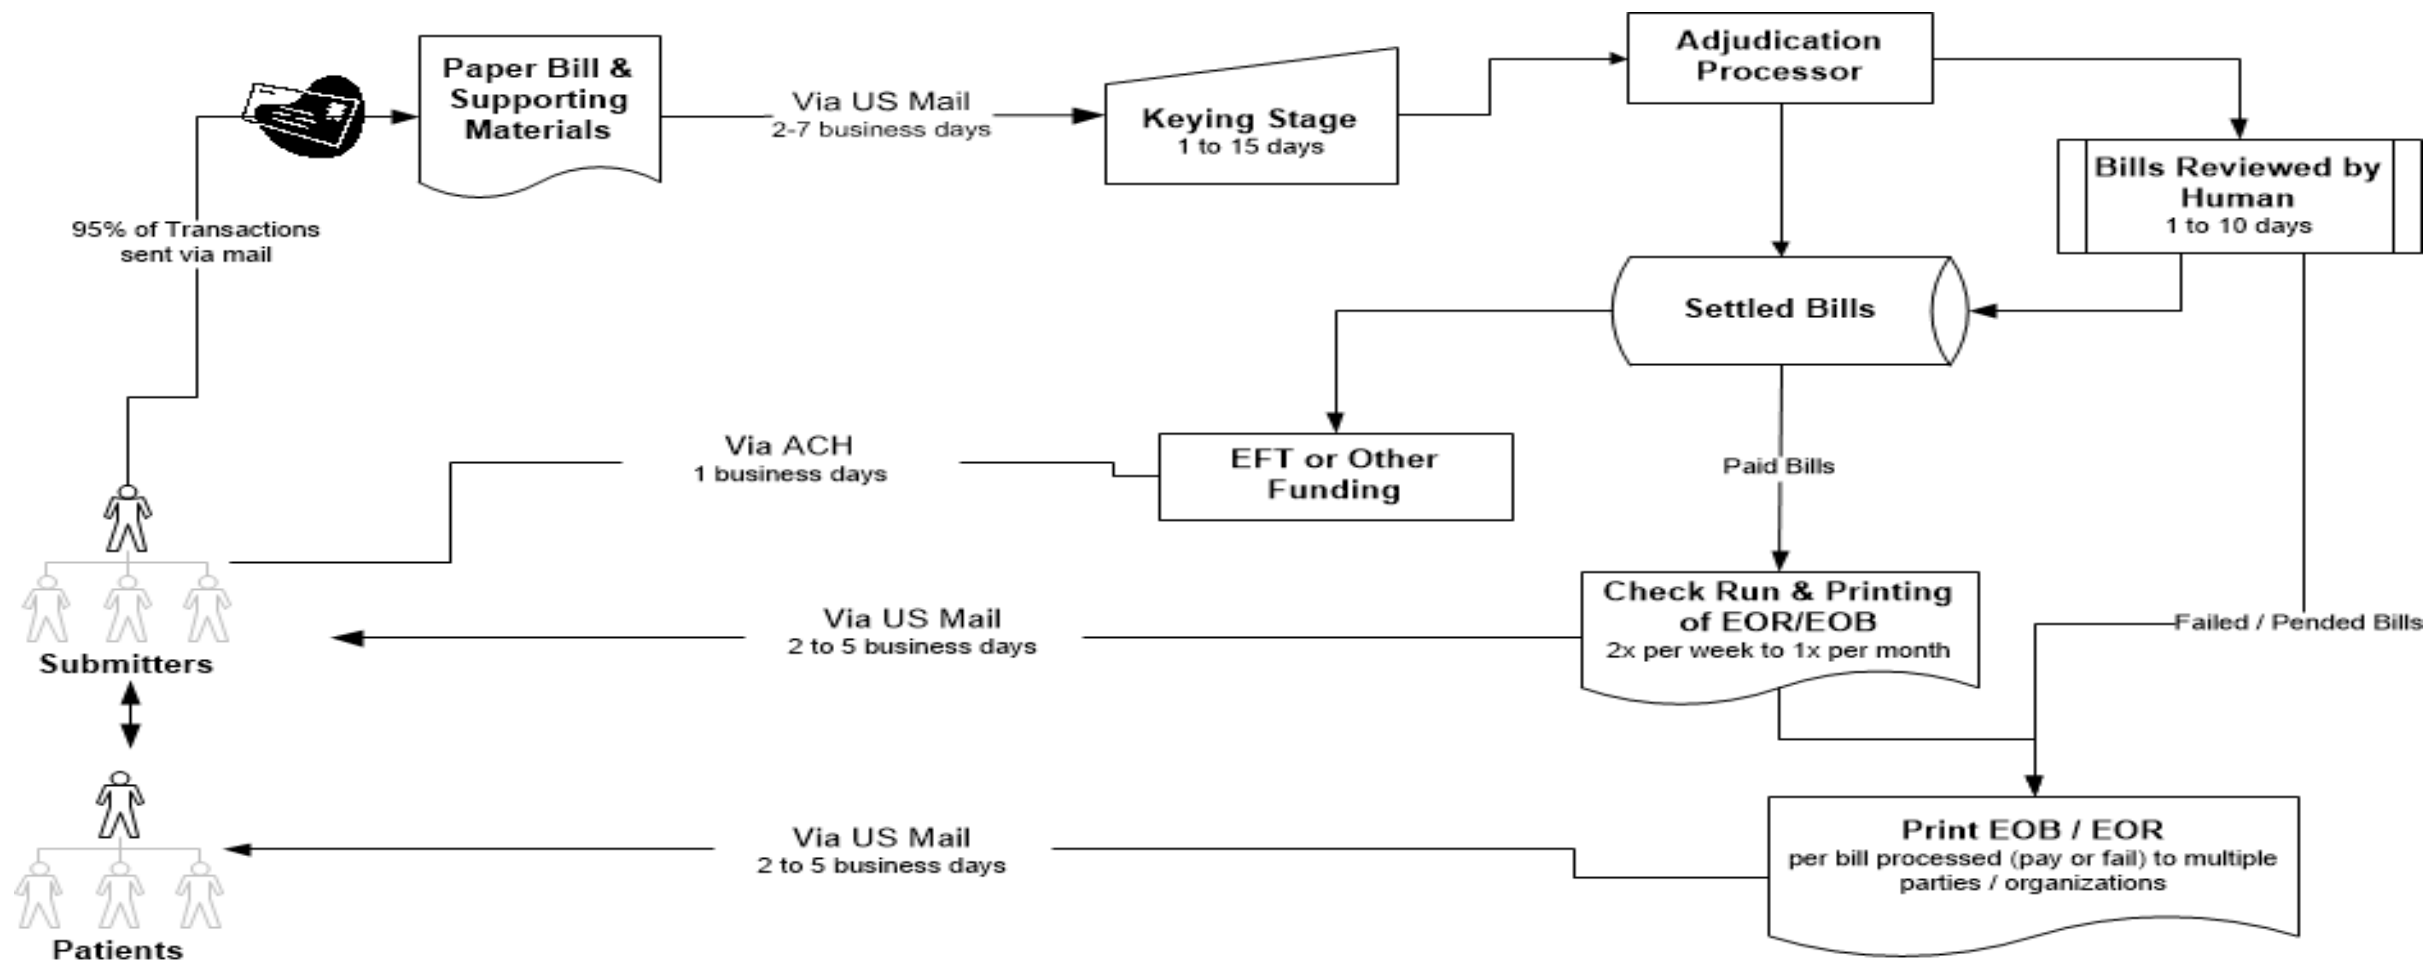 Paper Bill &
Supporting
Materials
Via US Mail
2-7 business days
Keying Stage
1 to 15 days
Adjudication
Processor
Bills Reviewed by
Human
1 to 10 days
95% of Transactions
sent via mail
Settled Bills
Via ACH
1 business days
EFT or Other
Funding
Paid Bills
Submitters
Via US Mail
2 to 5 business days
Check Run & Printing
of EOR/EOB
2x per week to 1x per month
Failed / Pended Bills
Patients
Via US Mail
2 to 5 business days
Print EOB / EOR
per bill processed (pay or fail) to multiple
parties / organizations